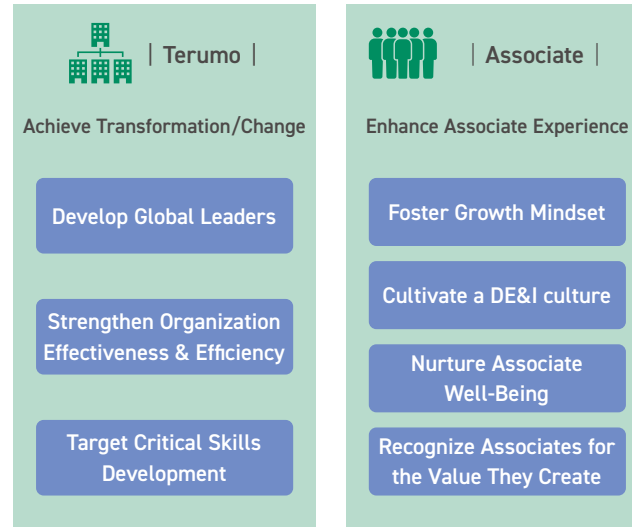 | Terumo |
Achieve Transformation/Change
Develop Global Leaders
Strengthen Organization
Effectiveness & Efficiency
Target Critical Skills
Development
| Associate |
Enhance Associate Experience
Foster Growth Mindset
Cultivate a DE&I culture
Nurture Associate
Well-Being
Recognize Associates for
the Value They Create